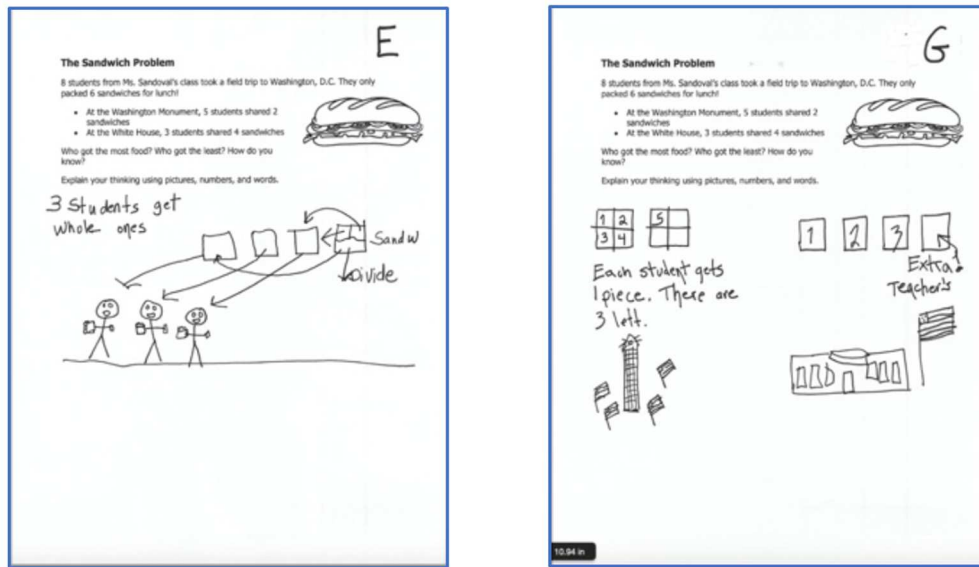 E
The Sandwich Problem
8 students from Ms. Sandoval's class took a field trip to Washington, D.C. They only
packed 6 sandwiches for lunch!
• At the Washington Monument, 5 students shared 2
sandwiches
• At the White House, 3 students shared 4 sandwiches
Who got the most food? Who got the least? How do you
know?
Explain your thinking using pictures, numbers, and words.
3 Students get
whole ones
Sandw
Divide
G
The Sandwich Problem
8 students from Ms. Sandoval's class took a field trip to Washington, D.C. They only
packed 6 sandwiches for lunch!
• At the Washington Monument, 5 students shared 2
sandwiches
• At the White House, 3 students shared 4 sandwiches
Who got the most food? Who got the least? How do you
know?
Explain your thinking using pictures, numbers, and words.
1 2 5
3 4
1 2 3
Each student gets
1 piece. There are
3 left.
Extra!
Teacher's
10.94 in